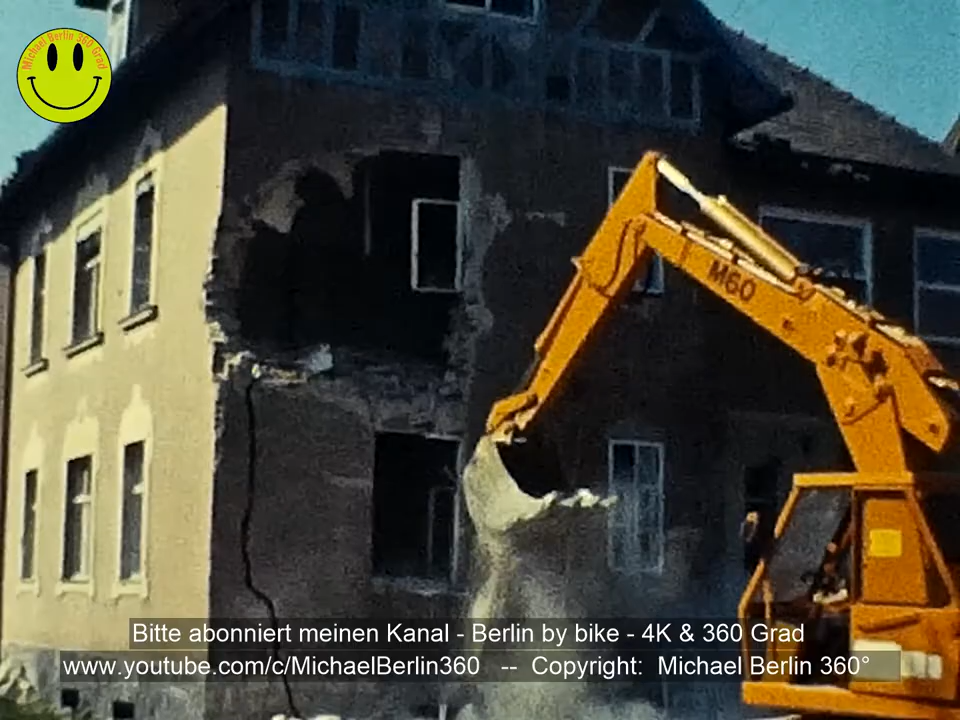 Michael Berlin 360 Grad
M60
Bitte abonniert meinen Kanal - Berlin by bike - 4K & 360 Grad
www.youtube.com/c/MichaelBerlin360 -- Copyright: Michael Berlin 360°